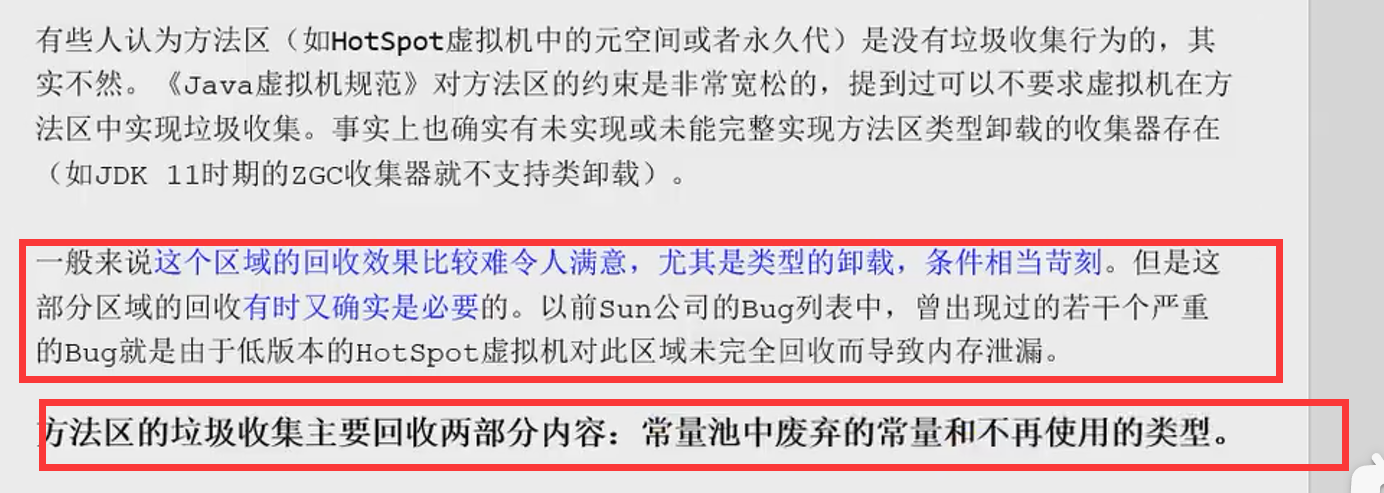 有些人认为方法区（如HotSpot虚拟机中的元空间或者永久代）是没有垃圾收集行为的，其
实不然。《Java虚拟机规范》对方法区的约束是非常宽松的，提到过可以不要求虚拟机在方
法区中实现垃圾收集。事实上也确实有未实现或未能完整实现方法区类型卸载的收集器存在
（如JDK 11时期的ZGC收集器就不支持类卸载）。
一般来说这个区域的回收效果比较难令人满意，尤其是类型的卸载，条件相当苛刻。但是这
部分区域的回收有时又确实是必要的。以前Sun公司的Bug列表中，曾出现过的若干个严重
的Bug就是由于低版本的HotSpot虚拟机对此区域未完全回收而导致内存泄漏。
方法区的垃圾收集主要回收两部分内容：常量池中废弃的常量和不再使用的类型。